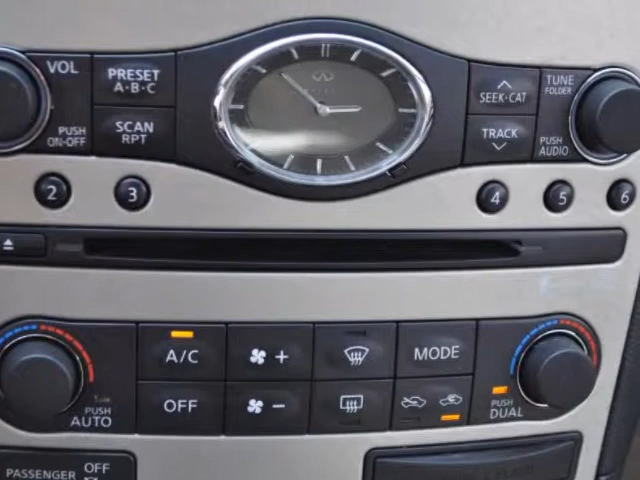 VOL
PUSH
ON-OFF
PRESET
A·B·C
SCAN
RPT
SEEK·CAT
TRACK
TUNE
FOLDER
PUSH
AUDIO
2
3
4
5
6
A/C
OFF
+
−
MODE
PUSH
AUTO
PUSH
DUAL
PASSENGER
OFF